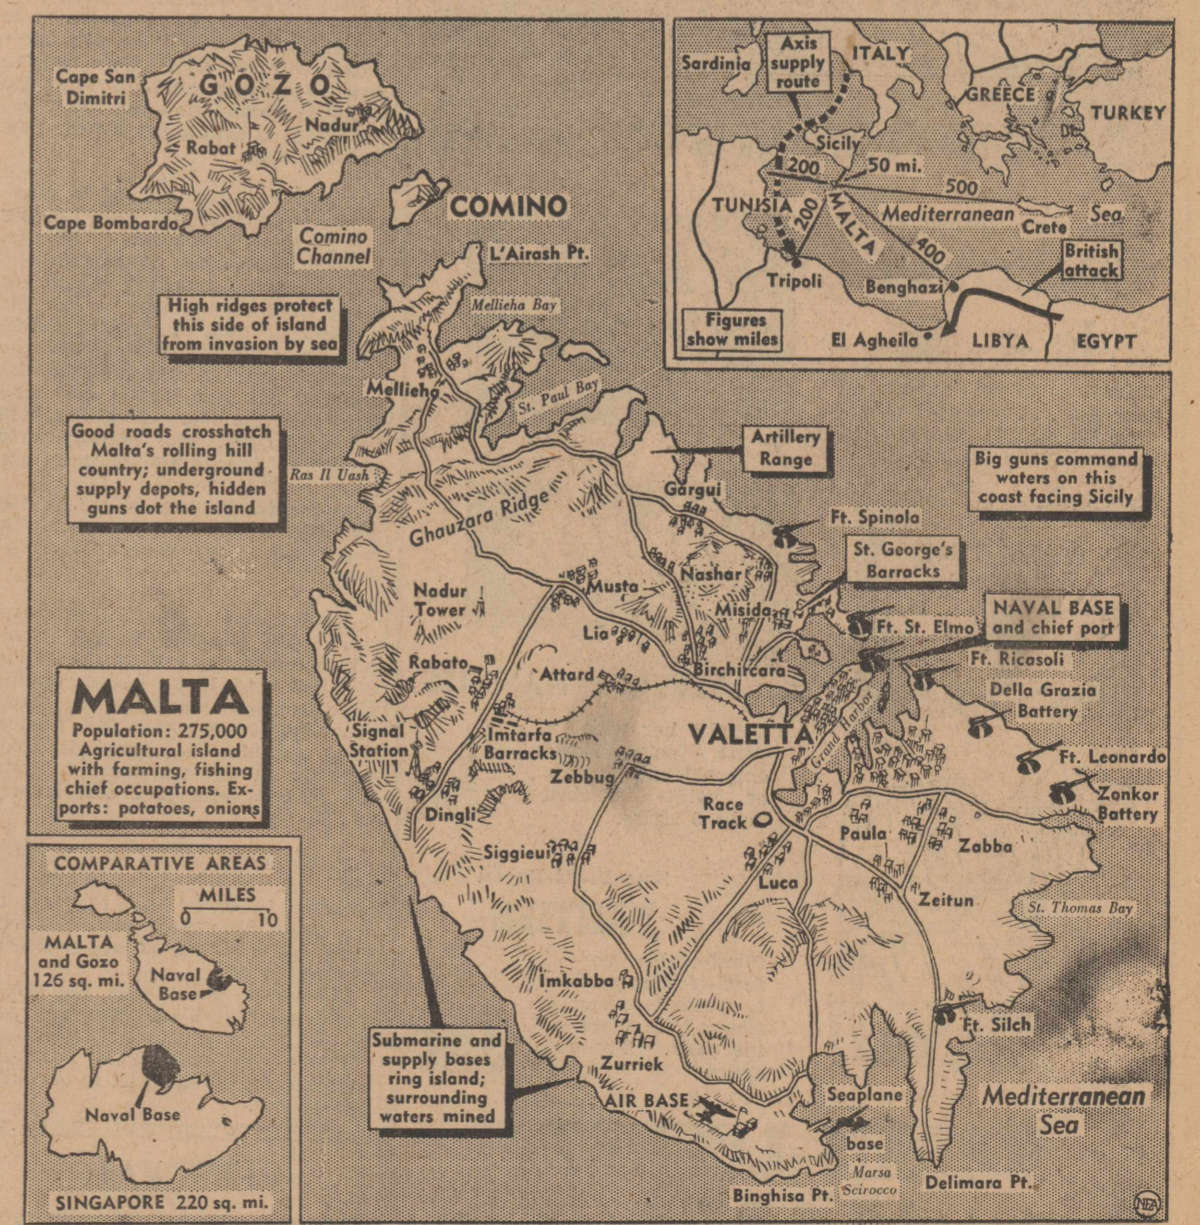 Cape San
Dimitri
GOZO
Nadur
Rabat
Cape Bombardo
COMINO
Comino
Channel
L'Airash Pt.
Mellieha Bay
High ridges protect
this side of island
from invasion by sea
Mellieha
St. Paul Bay
Sardinia
Axis
supply
route
ITALY
GREECE
TURKEY
Sicily
200
50 mi.
500
TUNISIA
200
MALTA
Mediterranean
Sea
Crete
400
British
attack
Tripoli
Benghazi
Figures
show miles
El Agheila
LIBYA
EGYPT
Good roads crosshatch
Malta's rolling hill
country; underground
supply depots, hidden
guns dot the island
Ras Il Uash
Ghauzara Ridge
Artillery
Range
Gargui
Big guns command
waters on this
coast facing Sicily
Ft. Spinola
St. George's
Barracks
Nadur
Tower
Musta
Nashar
Misida
Lia
NAVAL BASE
and chief port
Ft. St. Elmo
Ft. Ricasoli
Rabato
Attard
Birchircara
Della Grazia
Battery
MALTA
Population: 275,000
Agricultural island
with farming, fishing
chief occupations. Ex-
ports: potatoes, onions
Signal
Station
Imtarfa
Barracks
VALETTA
Grand Harbor
Zebbug
Ft. Leonardo
Zonkor
Battery
Dingli
Race
Track
Paula
Zabba
Siggieui
Luca
Zeitun
St. Thomas Bay
COMPARATIVE AREAS
MILES
0 10
MALTA
and Gozo
126 sq. mi.
Naval
Base
Naval Base
SINGAPORE 220 sq. mi.
Imkabba
Ft. Silch
Submarine and
supply bases
ring island;
surrounding
waters mined
Zurriek
AIR BASE
Seaplane
base
Mediterranean
Sea
Marsa
Scirocco
Binghisa Pt.
Delimara Pt.
NEA